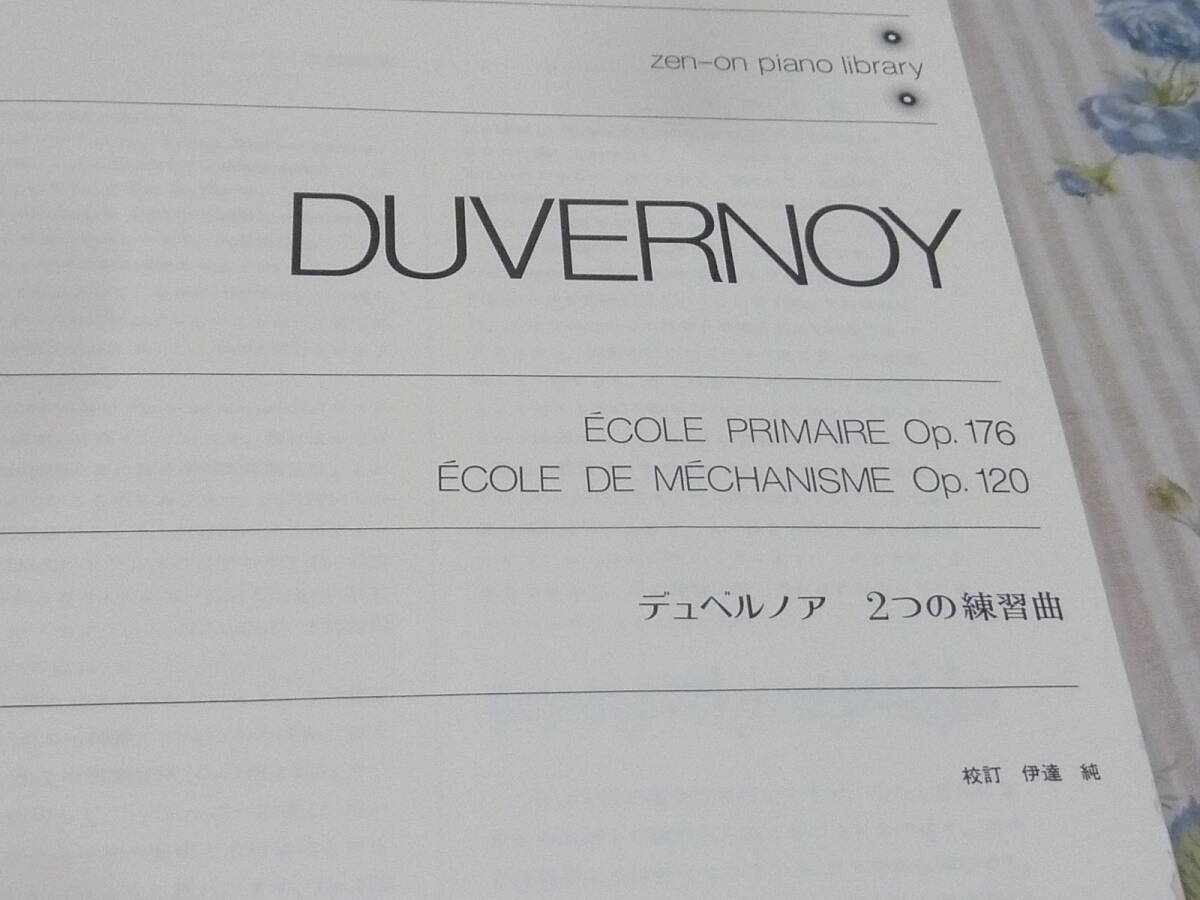 zen-on piano library
DUVERNOY
ÉCOLE PRIMAIRE Op. 176
ÉCOLE DE MÉCHANISME Op. 120
デュベルノア 2つの練習曲
校訂 伊達 純